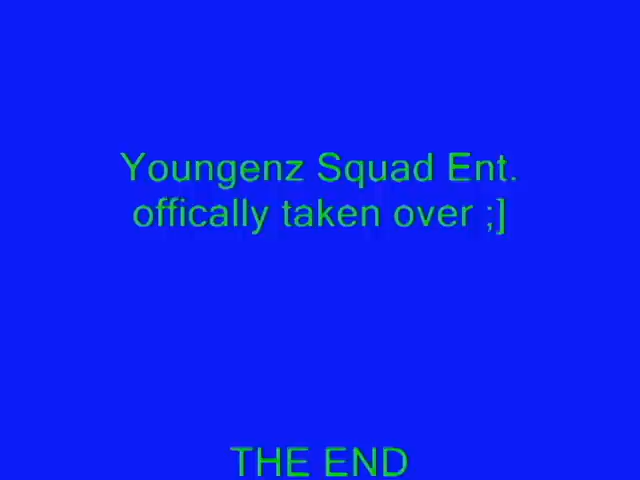 Youngenz Squad Ent.
offically taken over ;]
THE END